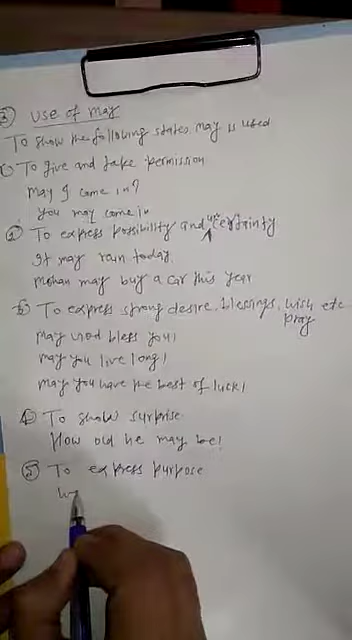 ③ Use of may
To show the following states may is used
① To give and take permission
May I come in?
You may come in
② To express possibility and uncertainty
It may rain today.
Mohan may buy a car this year
③ To express strong desire, blessings, wish etc
pray
May God bless you!
May you live long!
May you have the best of luck!
④ To show surprise
How old he may be!
⑤ To express purpose